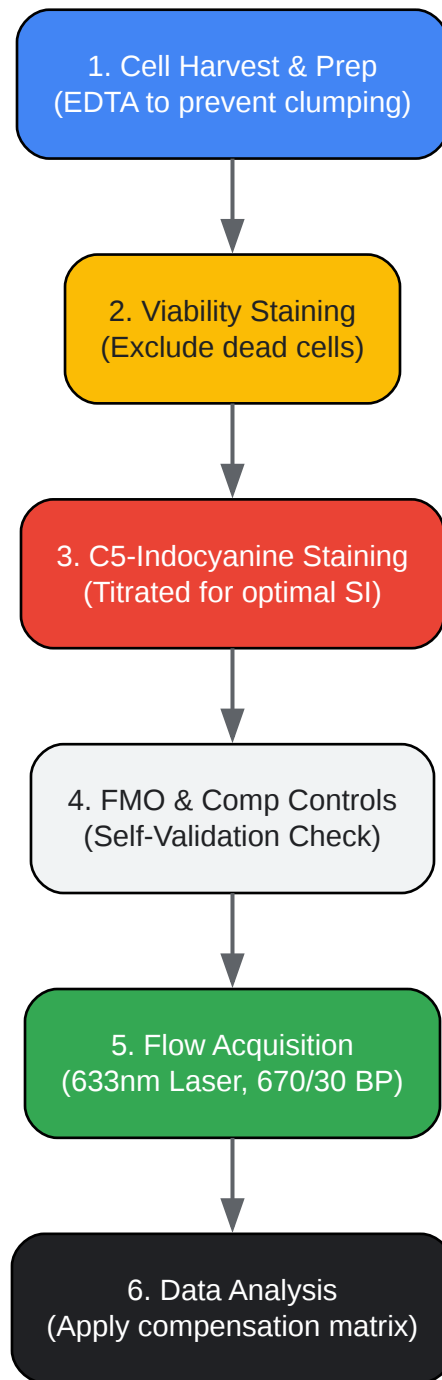 1. Cell Harvest & Prep
(EDTA to prevent clumping)
2. Viability Staining
(Exclude dead cells)
3. C5-Indocyanine Staining
(Titrated for optimal SI)
4. FMO & Comp Controls
(Self-Validation Check)
5. Flow Acquisition
(633nm Laser, 670/30 BP)
6. Data Analysis
(Apply compensation matrix)